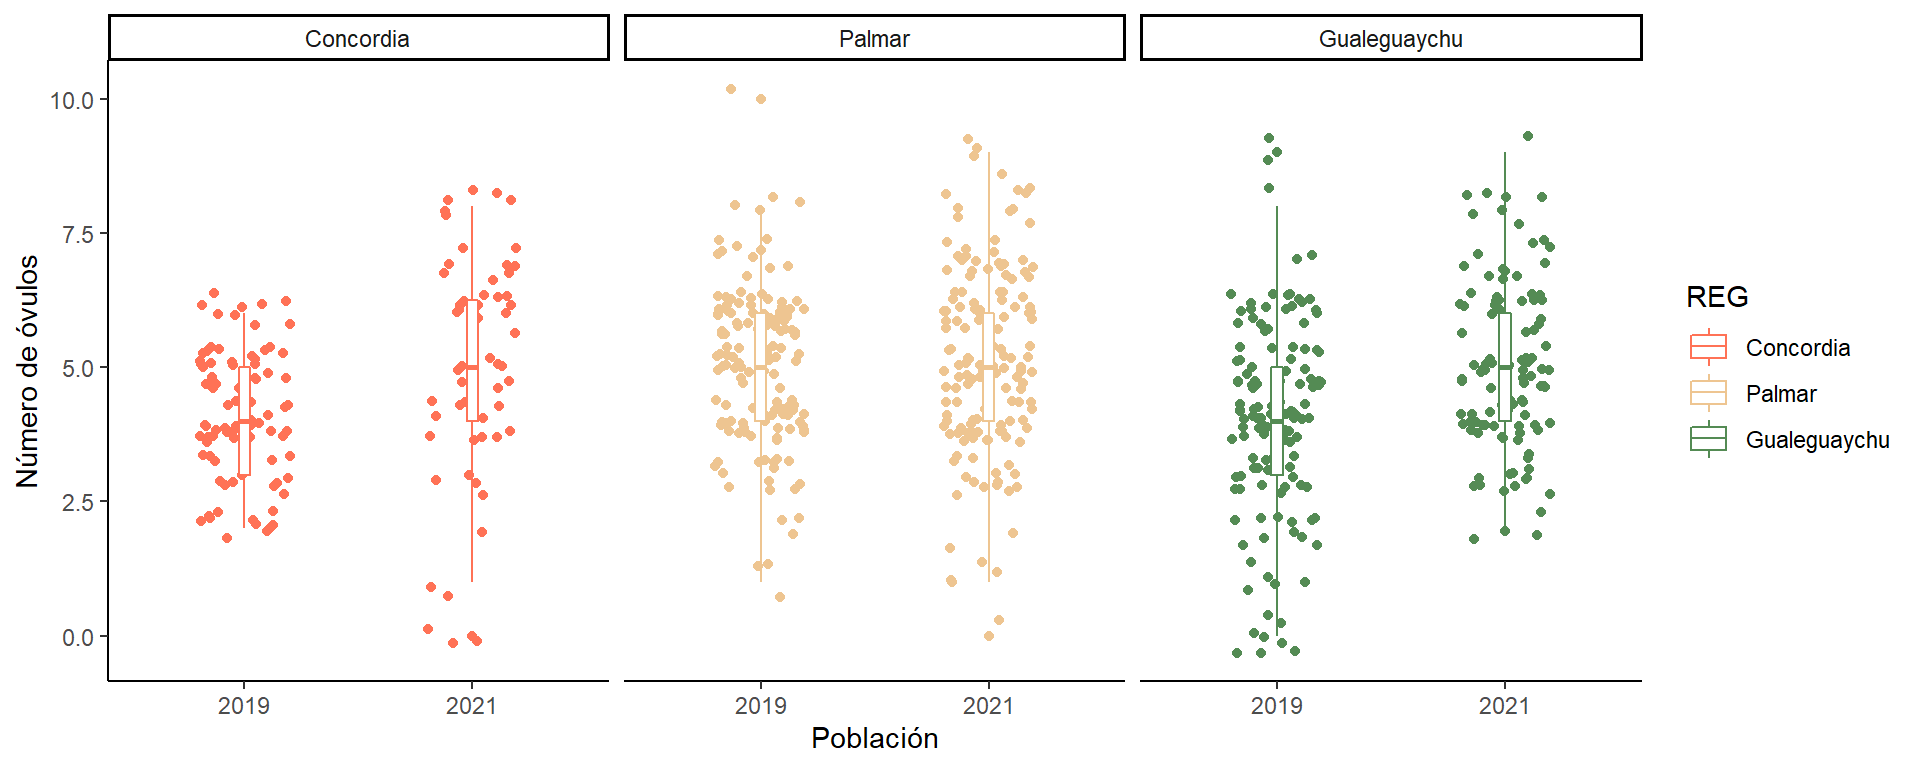 Concordia
Palmar
Gualeguaychu
10.0
7.5
5.0
2.5
0.0
Número de óvulos
2019
2021
2019
2021
2019
2021
Población
REG
Concordia
Palmar
Gualeguaychu